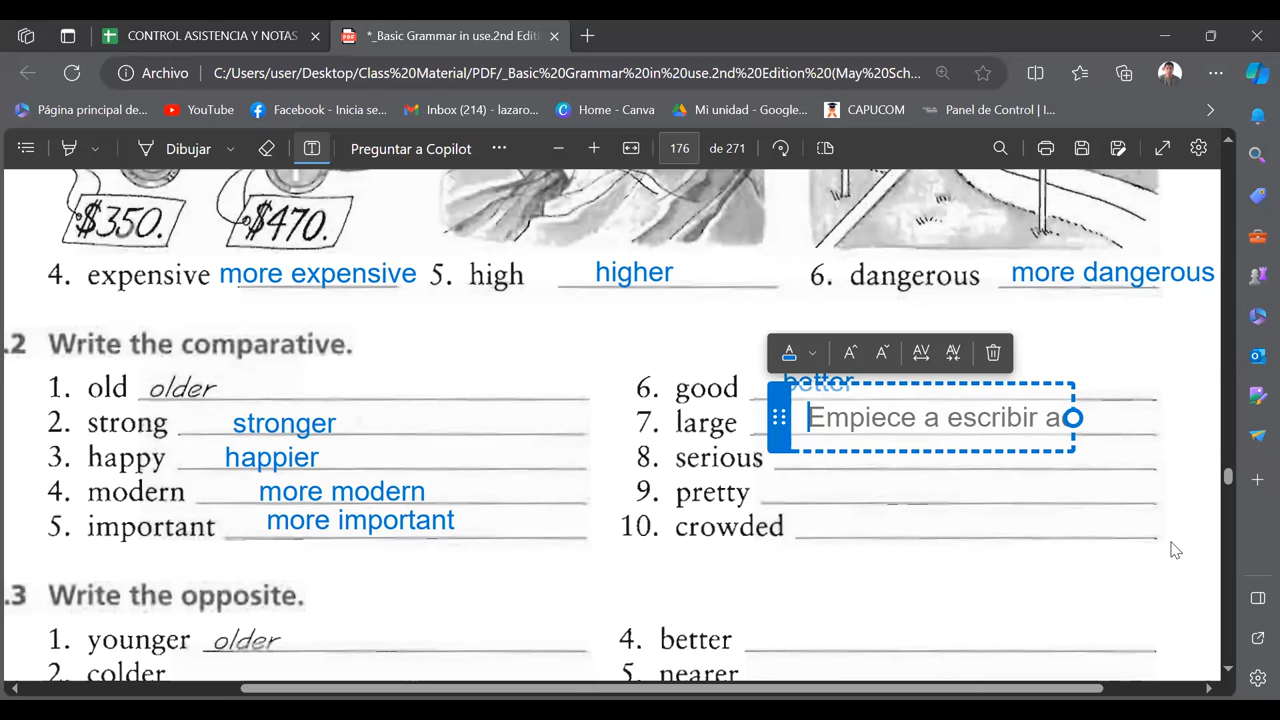 CONTROL ASISTENCIA Y NOTAS
*_Basic Grammar in use.2nd Editi
Archivo
C:/Users/user/Desktop/Class%20Material/PDF/_Basic%20Grammar%20in%20use.2nd%20Edition%20(May%20Sch...
Página principal de...
YouTube
Facebook - Inicia se...
Inbox (214) – lazaro...
Home - Canva
Mi unidad - Google...
CAPUCOM
Panel de Control | I...
Dibujar
Preguntar a Copilot
176 de 271
$350.
$470.
4. expensive more expensive
5. high higher
6. dangerous more dangerous
.2 Write the comparative.
1. old older
2. strong stronger
3. happy happier
4. modern more modern
5. important more important
6. good better
7. large Empiece a escribir a
8. serious
9. pretty
10. crowded
.3 Write the opposite.
1. younger older
2. colder
4. better
5. nearer